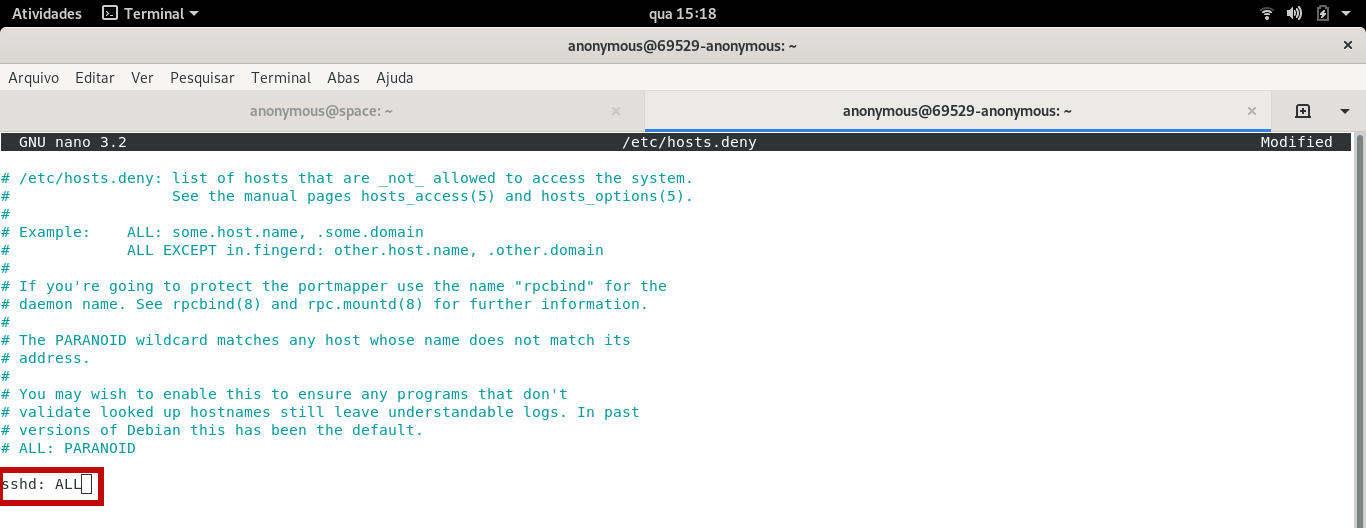 Atividades Terminal qua 15:18
anonymous@69529-anonymous: ~
Arquivo Editar Ver Pesquisar Terminal Abas Ajuda
anonymous@space: ~ anonymous@69529-anonymous: ~
GNU nano 3.2 /etc/hosts.deny Modified
# /etc/hosts.deny: list of hosts that are _not_ allowed to access the system.
# See the manual pages hosts_access(5) and hosts_options(5).
#
# Example: ALL: some.host.name, .some.domain
# ALL EXCEPT in.fingerd: other.host.name, .other.domain
#
# If you're going to protect the portmapper use the name "rpcbind" for the
# daemon name. See rpcbind(8) and rpc.mountd(8) for further information.
#
# The PARANOID wildcard matches any host whose name does not match its
# address.
#
# You may wish to enable this to ensure any programs that don't
# validate looked up hostnames still leave understandable logs. In past
# versions of Debian this has been the default.
# ALL: PARANOID
sshd: ALL